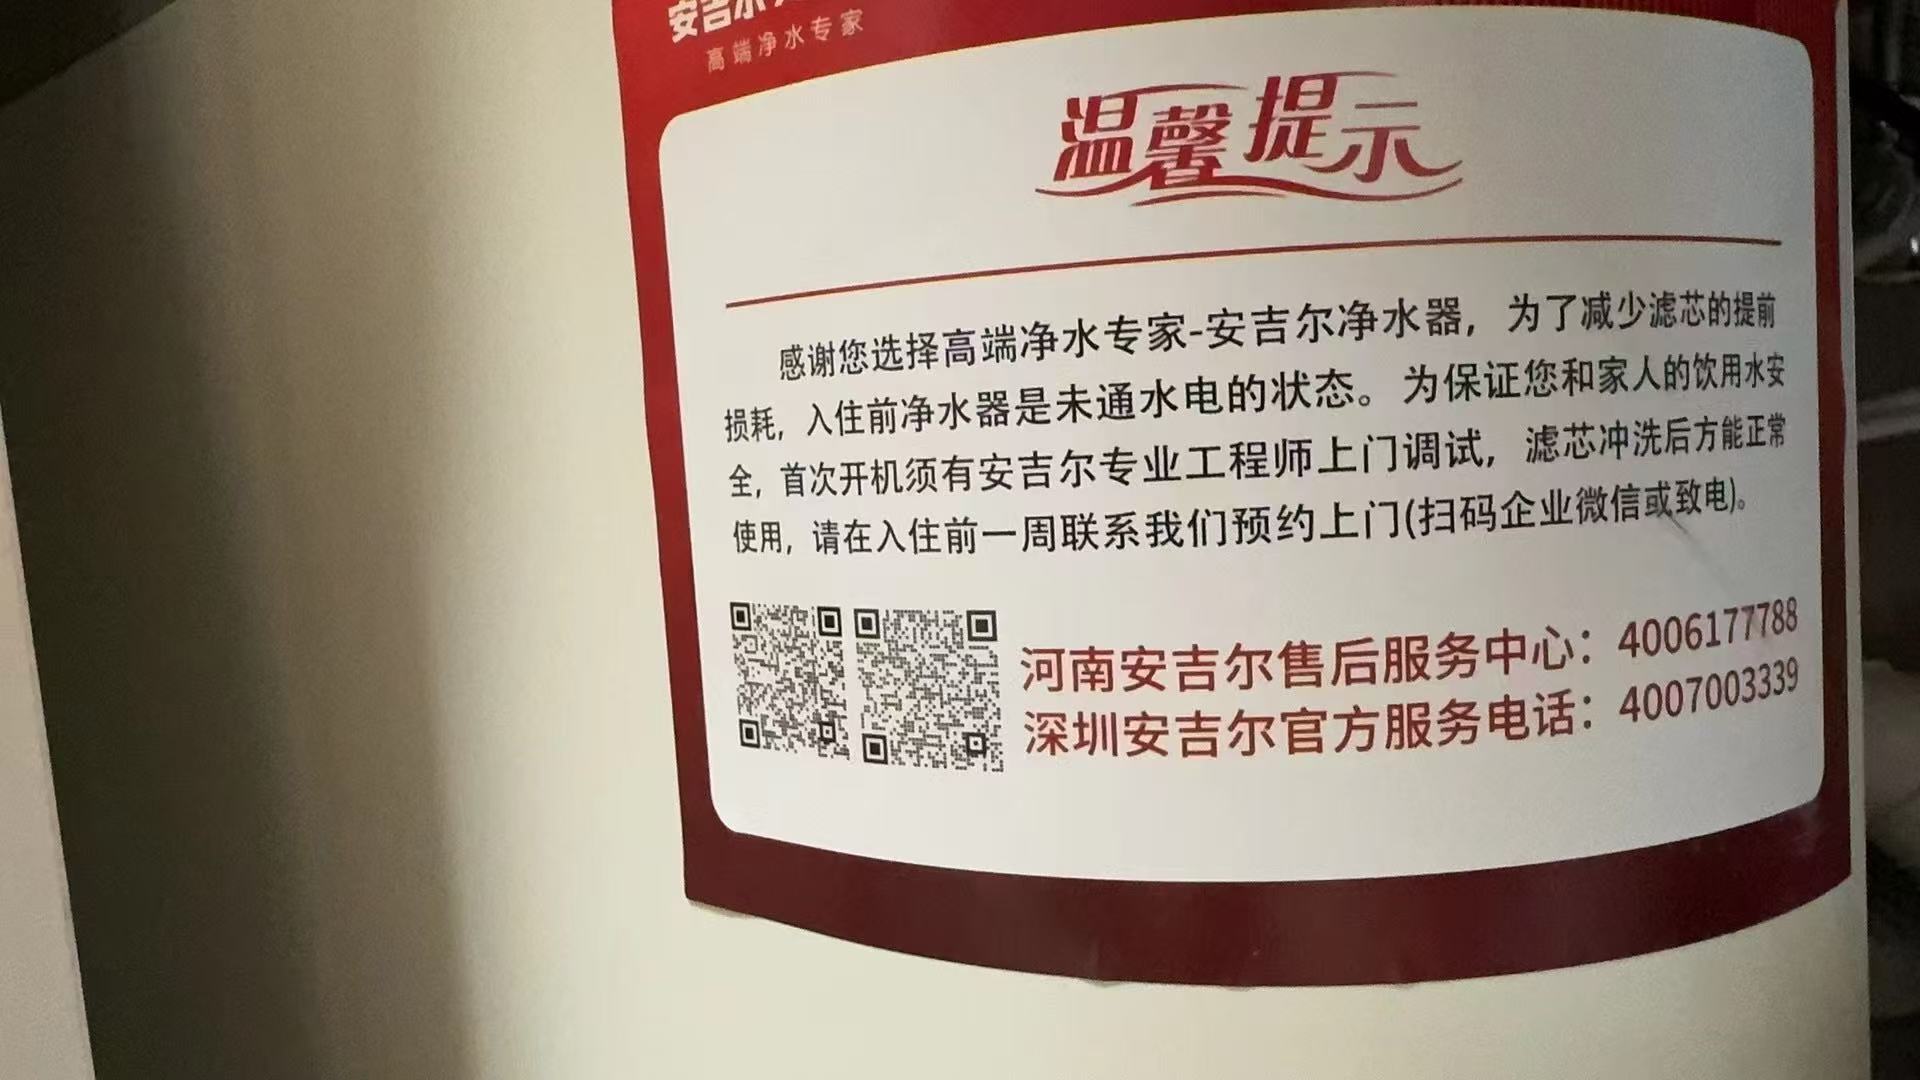 安吉尔
高端净水专家
温馨提示
感谢您选择高端净水专家-安吉尔净水器，为了减少滤芯的提前
损耗，入住前净水器是未通水电的状态。为保证您和家人的饮用水安
全，首次开机须有安吉尔专业工程师上门调试，滤芯冲洗后方能正常
使用，请在入住前一周联系我们预约上门(扫码企业微信或致电)。
河南安吉尔售后服务中心：4006177788
深圳安吉尔官方服务电话：4007003339